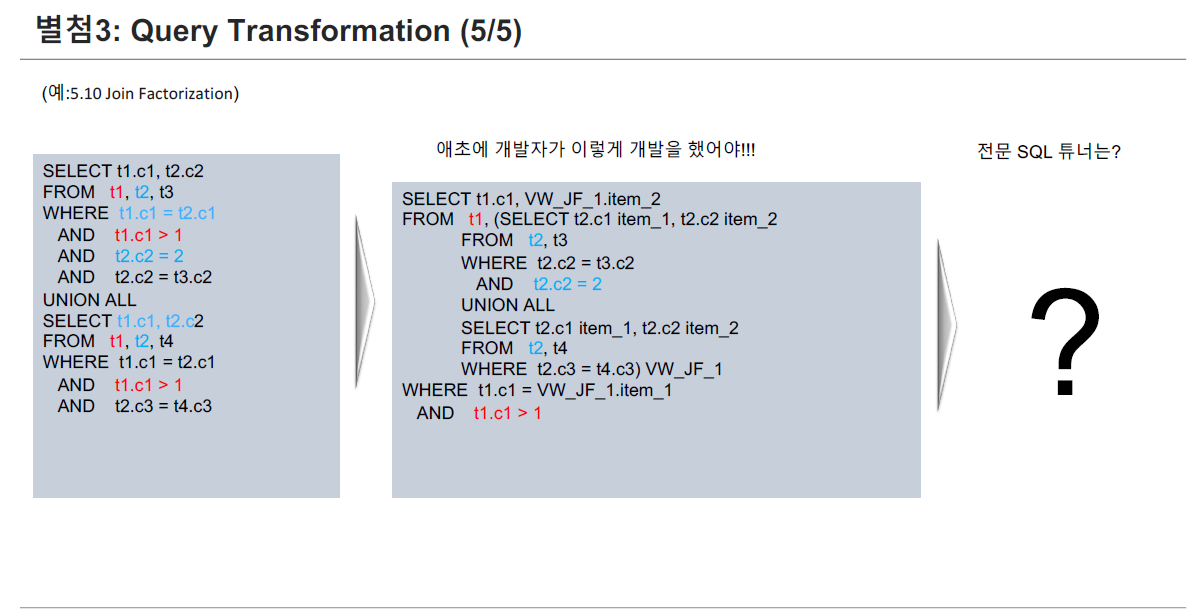 별첨3: Query Transformation (5/5)
(예:5.10 Join Factorization)
SELECT t1.c1, t2.c2
FROM t1, t2, t3
WHERE t1.c1 = t2.c1
AND t1.c1 > 1
AND t2.c2 = 2
AND t2.c2 = t3.c2
UNION ALL
SELECT t1.c1, t2.c2
FROM t1, t2, t4
WHERE t1.c1 = t2.c1
AND t1.c1 > 1
AND t2.c3 = t4.c3
애초에 개발자가 이렇게 개발을 했어야!!!
SELECT t1.c1, VW_JF_1.item_2
FROM t1, (SELECT t2.c1 item_1, t2.c2 item_2
FROM t2, t3
WHERE t2.c2 = t3.c2
AND t2.c2 = 2
UNION ALL
SELECT t2.c1 item_1, t2.c2 item_2
FROM t2, t4
WHERE t2.c3 = t4.c3) VW_JF_1
WHERE t1.c1 = VW_JF_1.item_1
AND t1.c1 > 1
전문 SQL 튜너는?
?